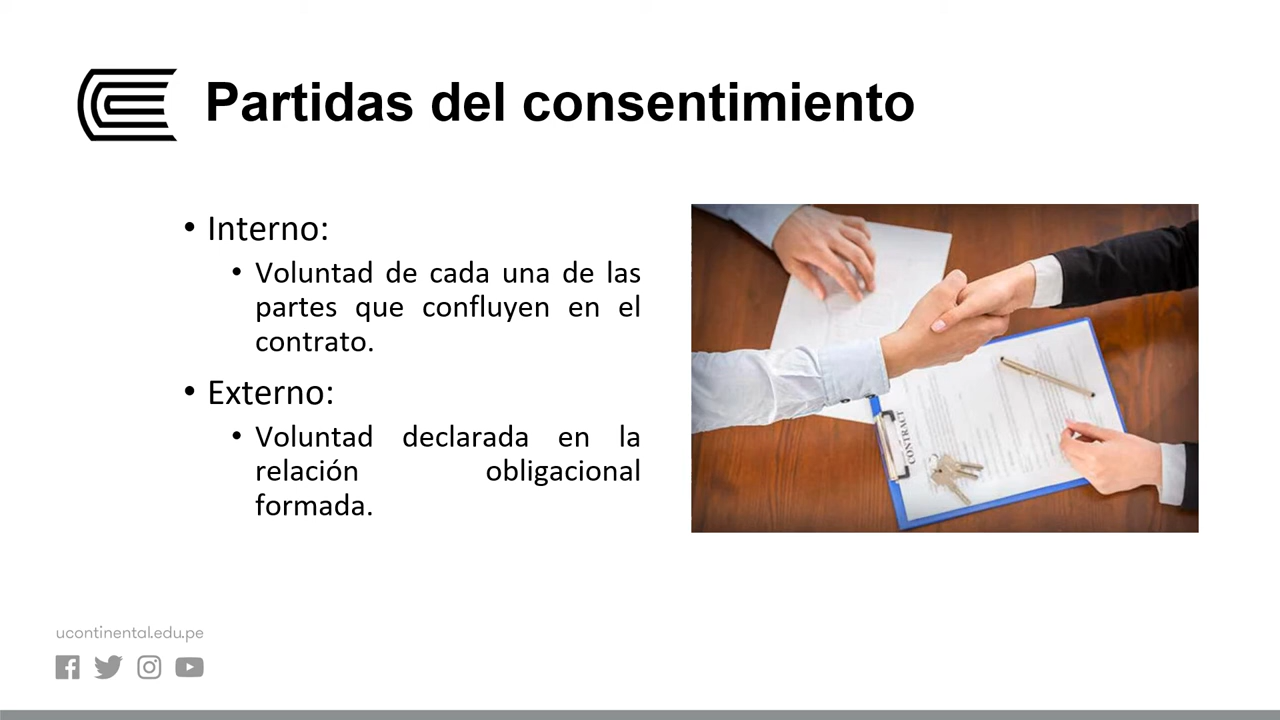 Partidas del consentimiento
• Interno:
• Voluntad de cada una de las
partes que confluyen en el
contrato.
• Externo:
• Voluntad declarada en la
relación obligacional
formada.
CONTRACT
ucontinental.edu.pe